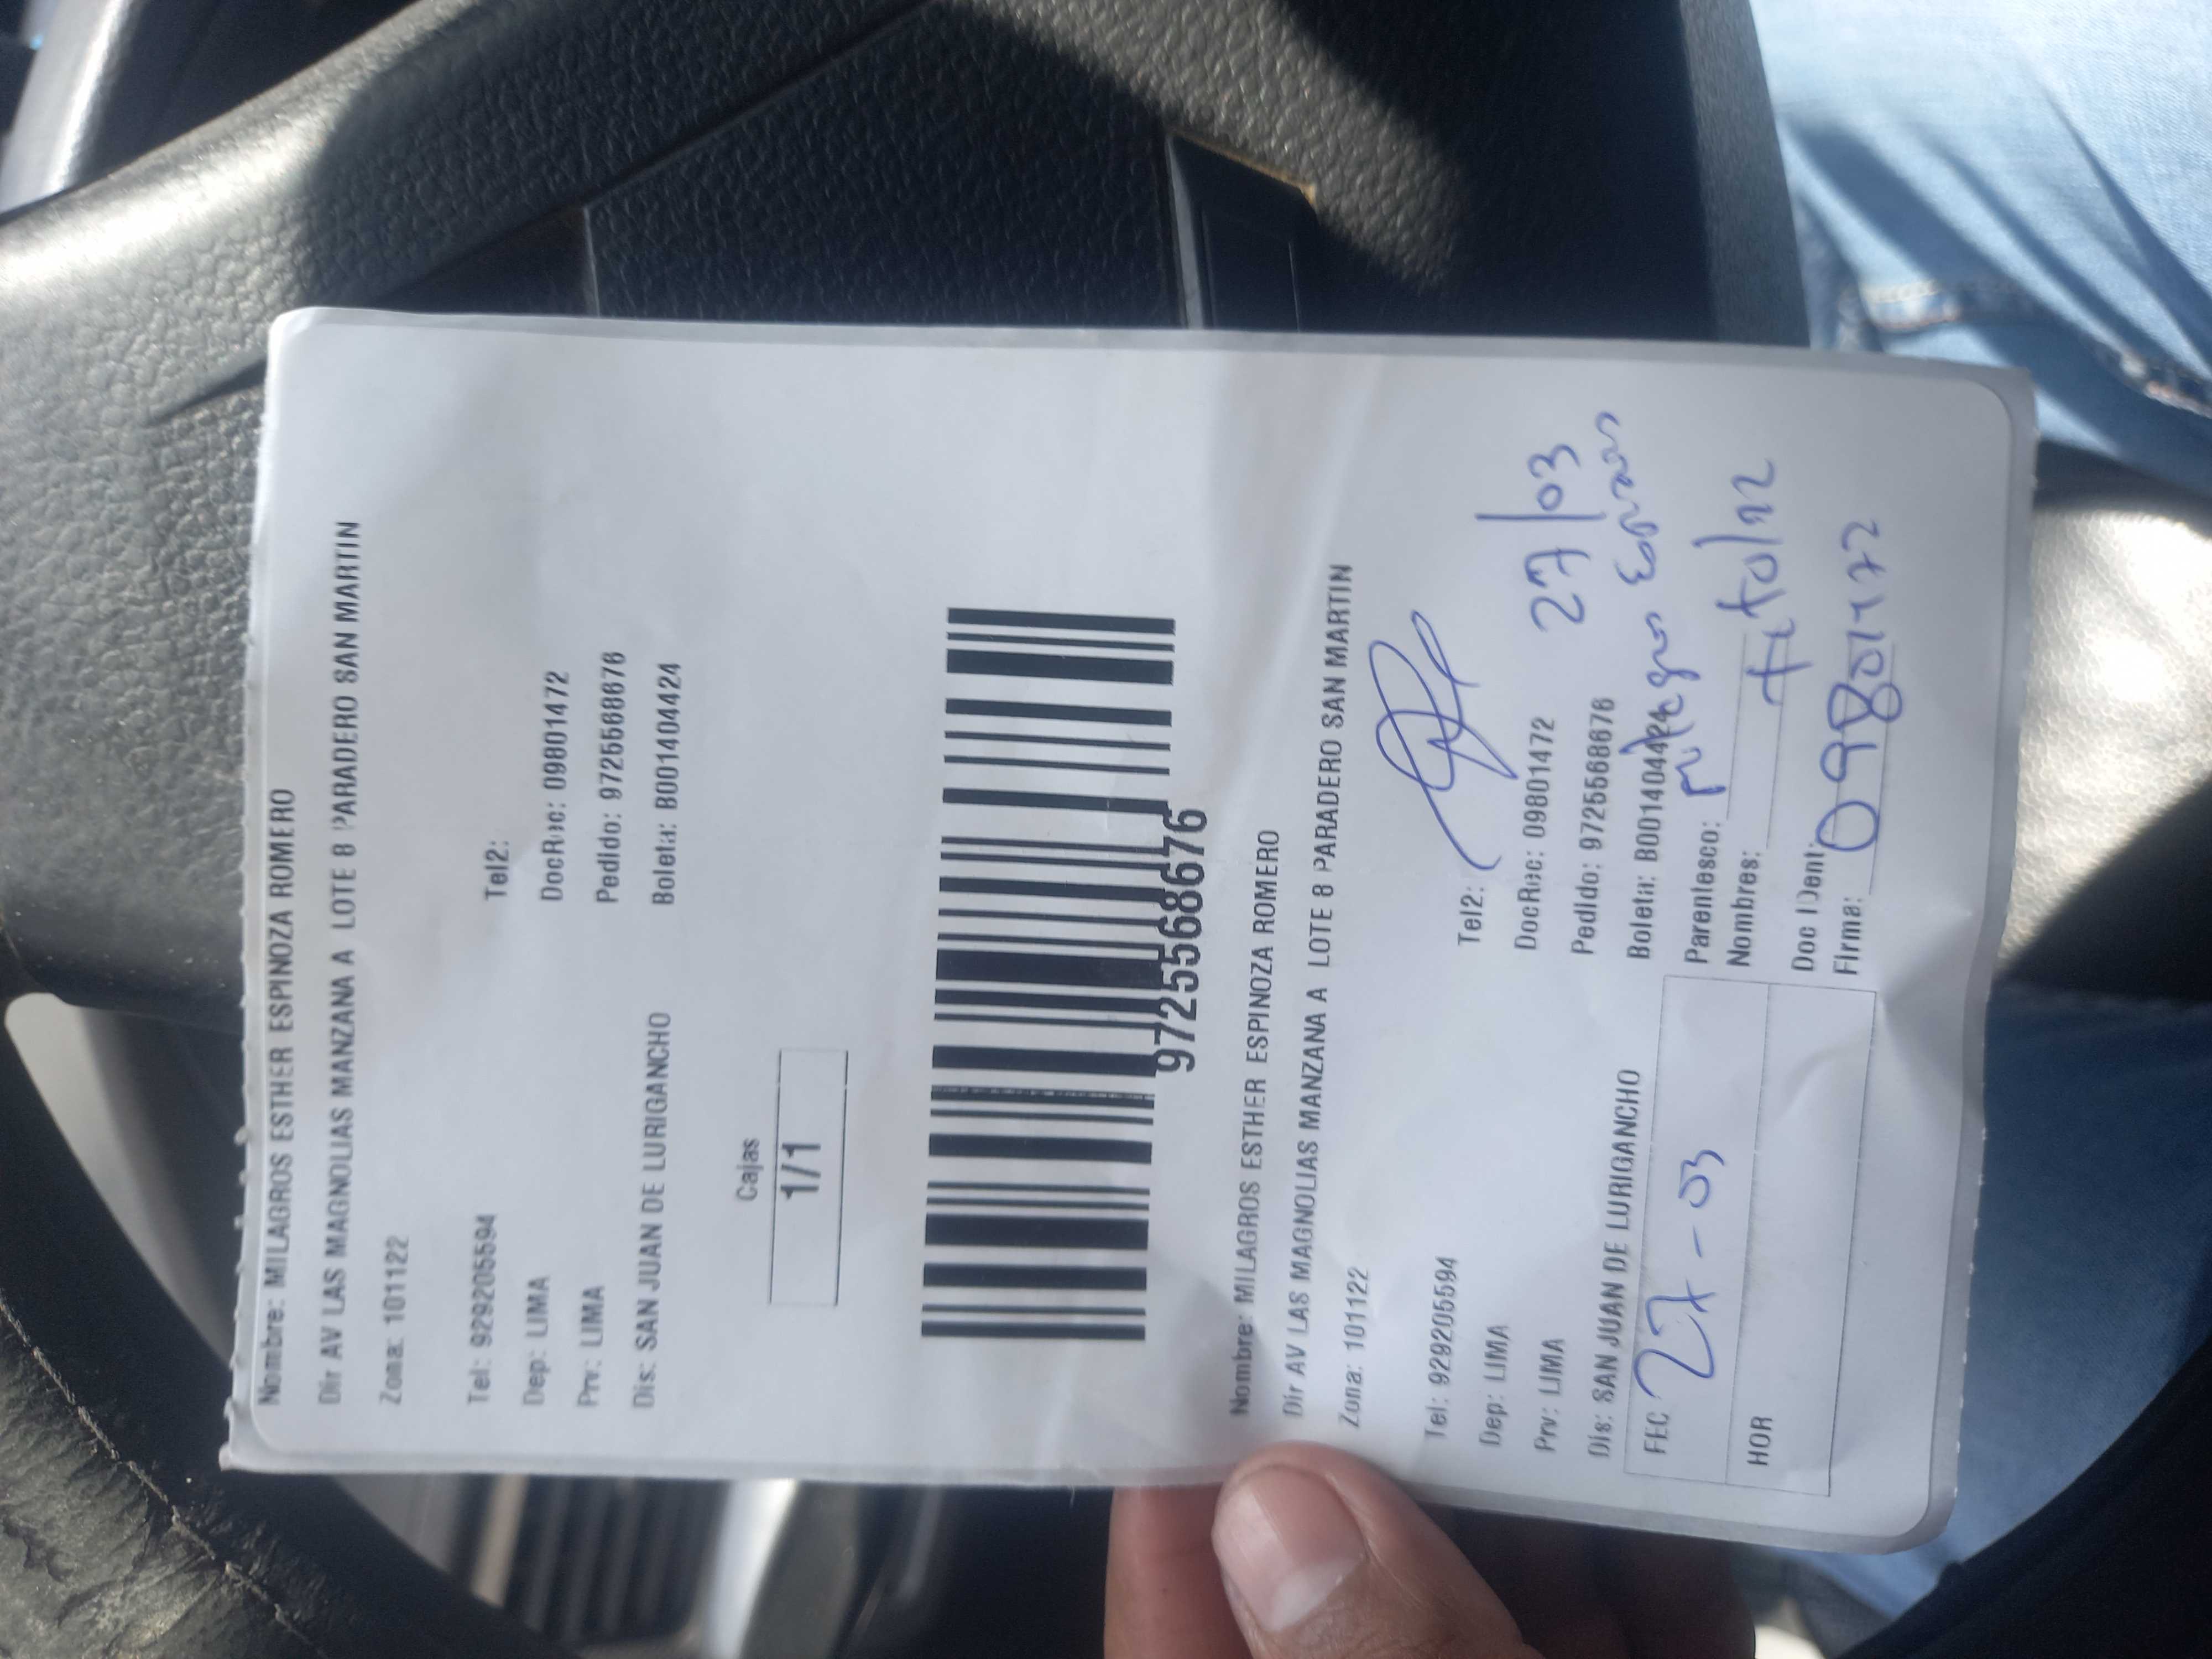 Nombre: MILAGROS ESTHER ESPINOZA ROMERO
Dir AV LAS MAGNOLIAS MANZANA A LOTE 8 PARADERO SAN MARTIN
Zona: 101122
Tel: 929205594 Tel2:
Dep: LIMA DocRec: 09801472
Prv: LIMA Pedido: 9725568676
Dis: SAN JUAN DE LURIGANCHO Boleta: B001404424
Cajas
1/1
9725568676
Nombre: MILAGROS ESTHER ESPINOZA ROMERO
Dir AV LAS MAGNOLIAS MANZANA A LOTE 8 PARADERO SAN MARTIN
Zona: 101122
Tel: 929205594 Tel2:
Dep: LIMA DocRec: 09801472 27/03
Prv: LIMA Pedido: 9725568676
Dis: SAN JUAN DE LURIGANCHO Boleta: B001404424
FEC 27-03 Parentesco:
Nombres:
HOR Doc Ident: 09801472
Firma: